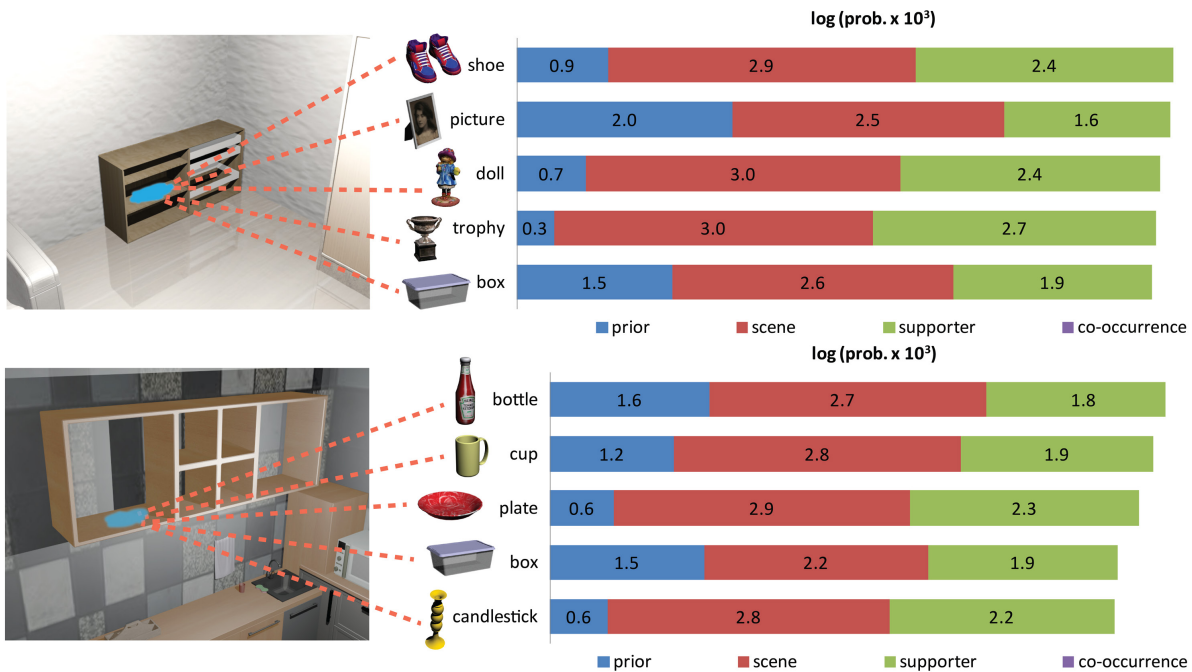 log (prob. x 10³)
shoe 0.9 2.9 2.4
picture 2.0 2.5 1.6
doll 0.7 3.0 2.4
trophy 0.3 3.0 2.7
box 1.5 2.6 1.9
prior scene supporter co-occurrence
log (prob. x 10³)
bottle 1.6 2.7 1.8
cup 1.2 2.8 1.9
plate 0.6 2.9 2.3
box 1.5 2.2 1.9
candlestick 0.6 2.8 2.2
prior scene supporter co-occurrence